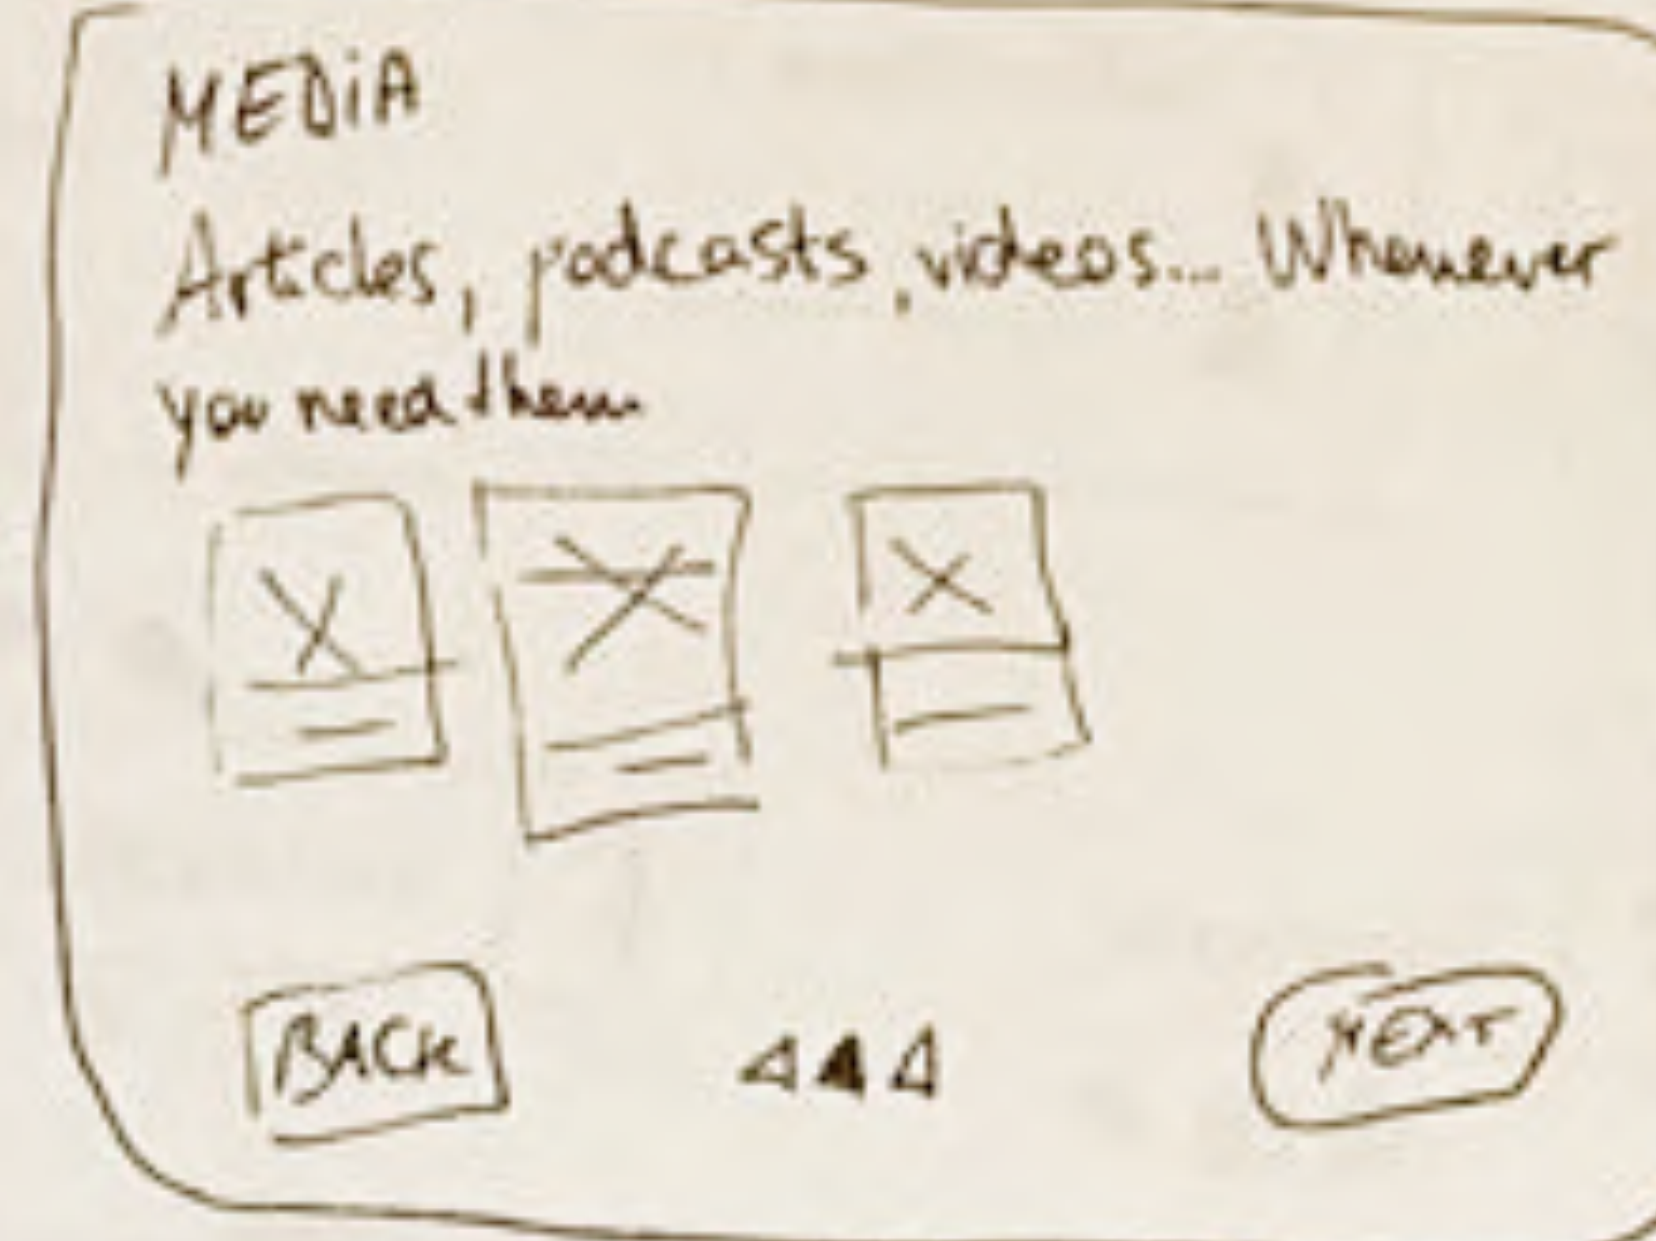 MEDiA
Articles, podcasts, videos... Whenever
you need them
BACK
NEXT